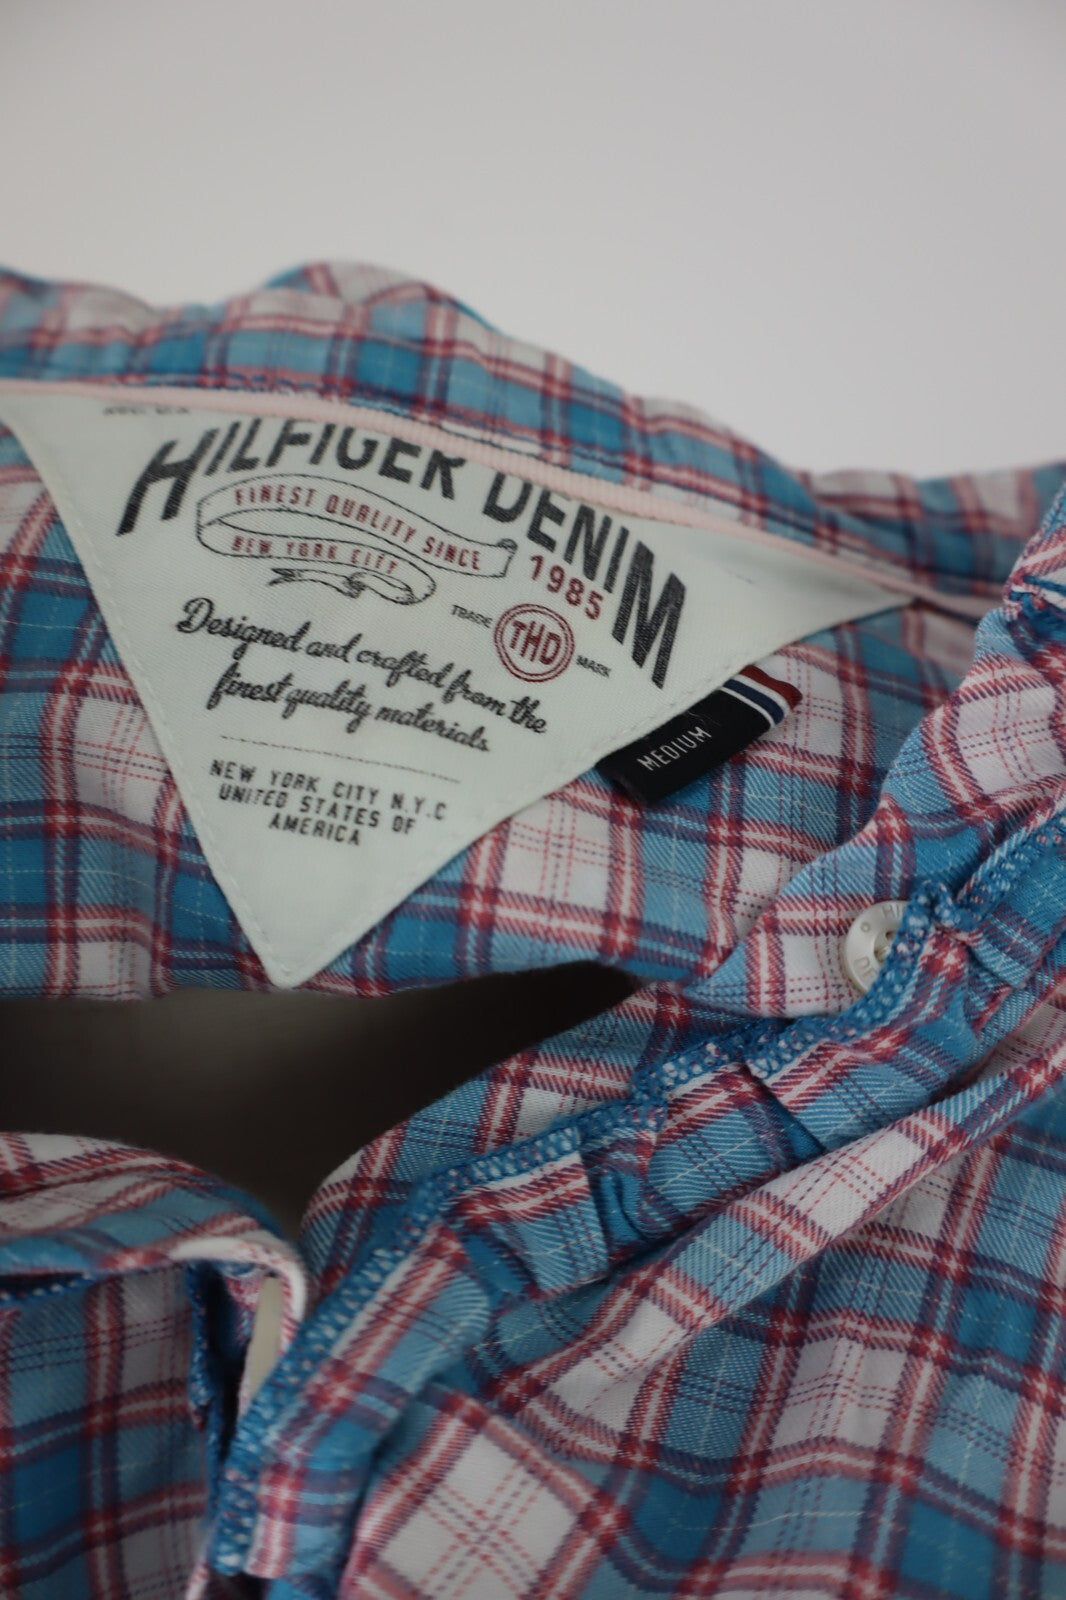 HILFIGER DENIM
FINEST QUALITY SINCE
NEW YORK CITY
1985
TRADE THD MARK
Designed and crafted from the
finest quality materials.
NEW YORK CITY N.Y.C
UNITED STATES OF
AMERICA
MEDIUM